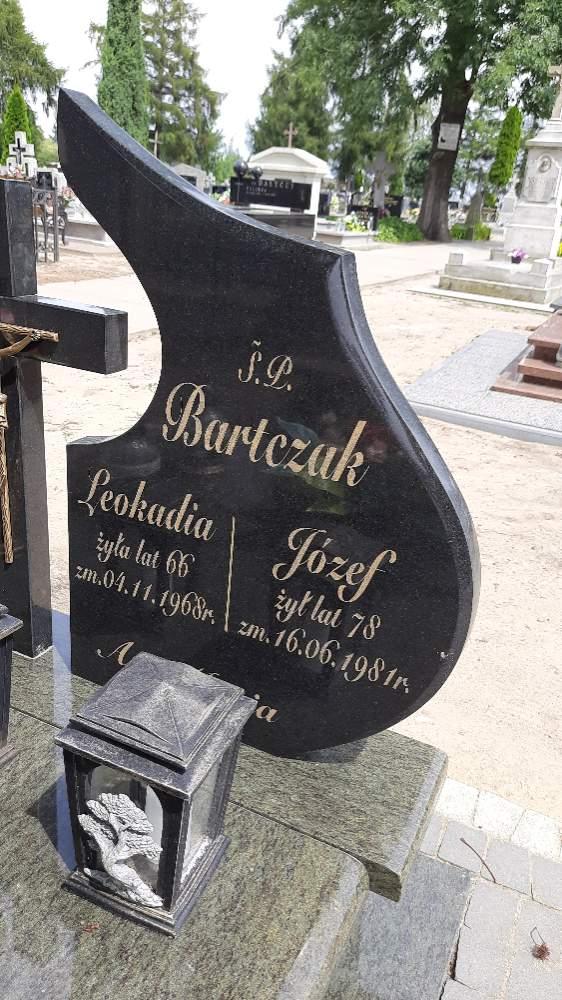 Ś.P.
Bartczak
Leokadia
żyła lat 66
zm.04.11.1968r.
Józef
żył lat 78
zm.16.06.1981r.